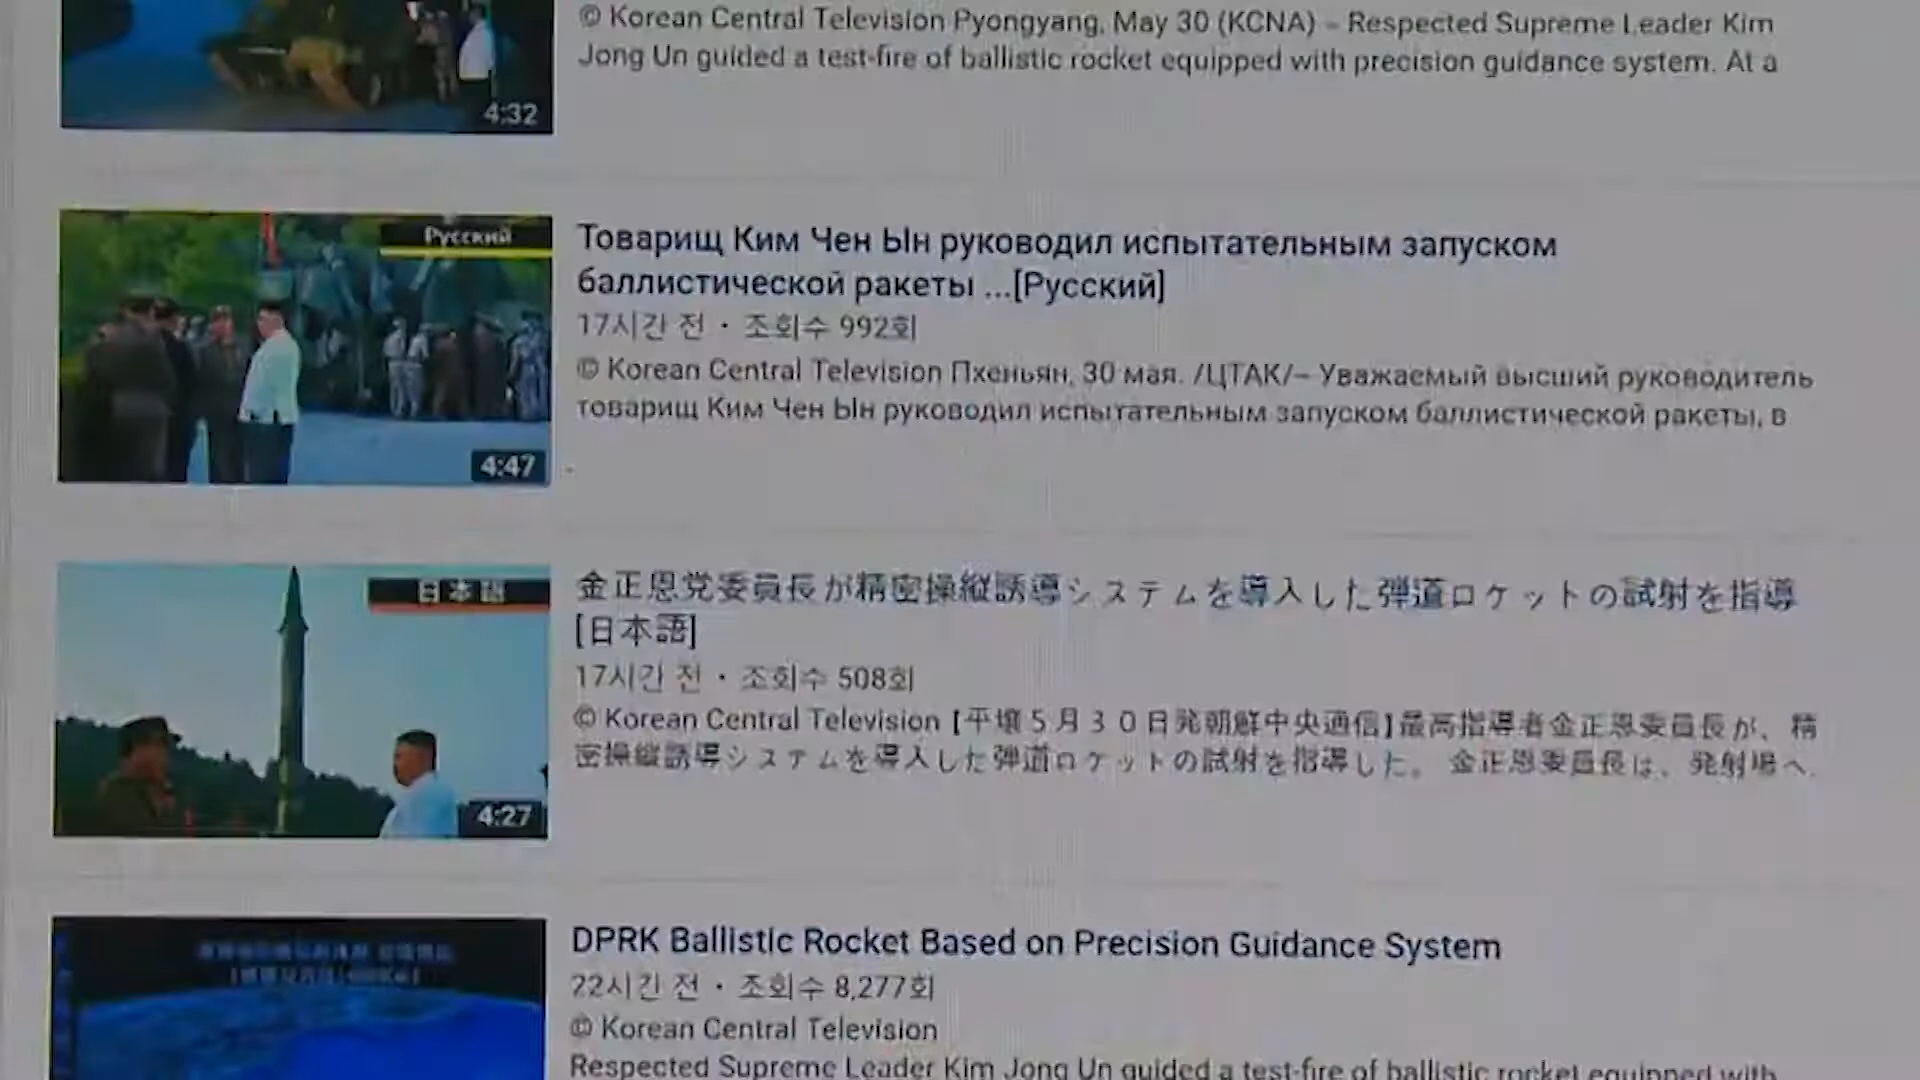 © Korean Central Television Pyongyang, May 30 (KCNA) – Respected Supreme Leader Kim
Jong Un guided a test-fire of ballistic rocket equipped with precision guidance system. At a
4:32
Русский
4:47
Товарищ Ким Чен Ын руководил испытательным запуском
баллистической ракеты ...[Русский]
17시간 전 · 조회수 992회
© Korean Central Television Пхеньян, 30 мая. /ЦТАК/– Уважаемый высший руководитель
товарищ Ким Чен Ын руководил испытательным запуском баллистической ракеты, в
日本語
4:27
金正恩党委員長が精密操縦誘導システムを導入した弾道ロケットの試射を指導
[日本語]
17시간 전 · 조회수 508회
© Korean Central Television【平壌５月３０日発朝鮮中央通信】最高指導者金正恩委員長が、精
密操縦誘導システムを導入した弾道ロケットの試射を指導した。 金正恩委員長は、発射場へ
DPRK Ballistic Rocket Based on Precision Guidance System
22시간 전 · 조회수 8,277회
© Korean Central Television
Respected Supreme Leader Kim Jong Un guided a test-fire of ballistic rocket equipped with